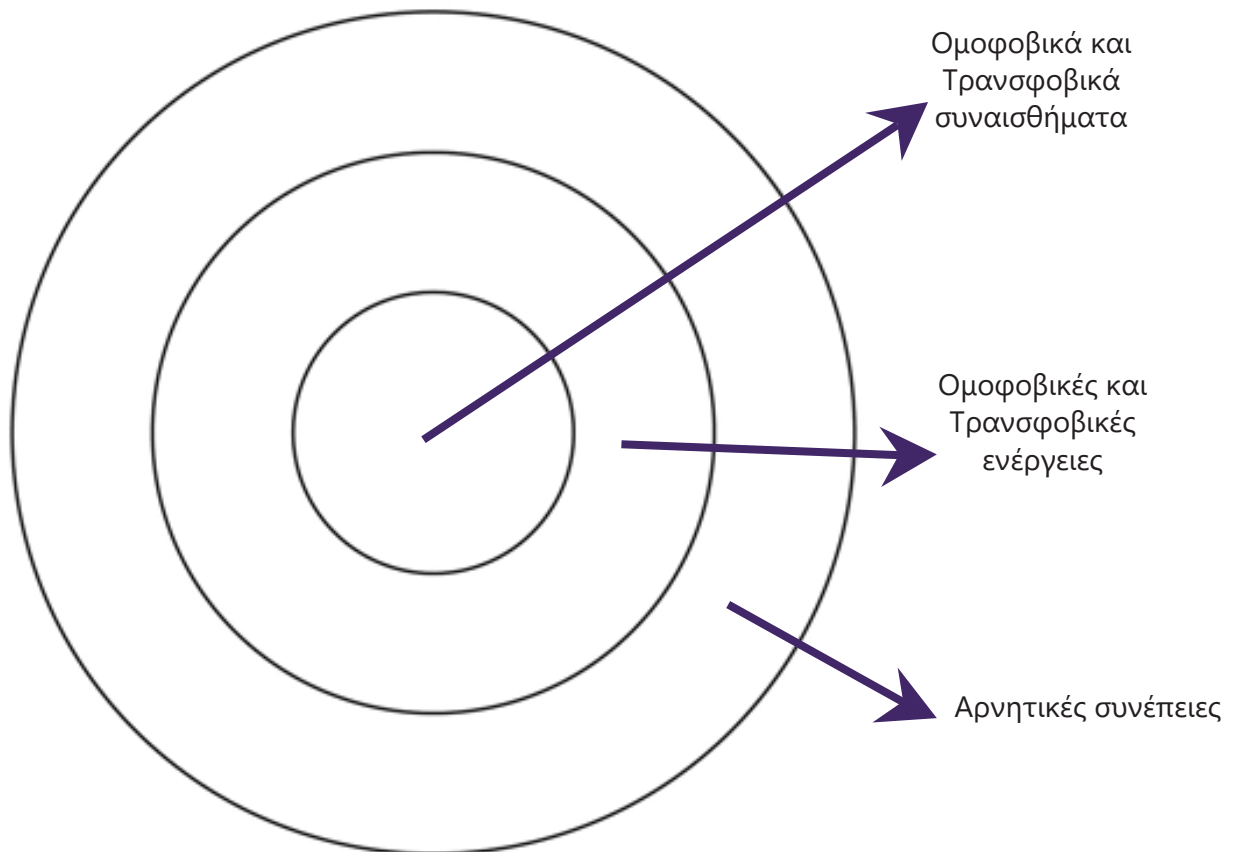 Ομοφοβικά και
Τρανσφοβικά
συναισθήματα
Ομοφοβικές και
Τρανσφοβικές
ενέργειες
Αρνητικές συνέπειες